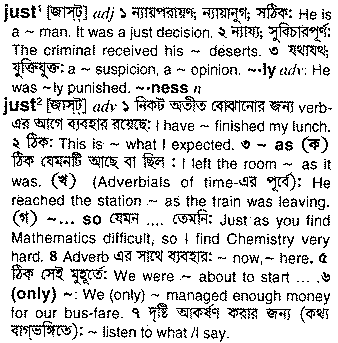 just¹ [জাস্ট্] adj ১ ন্যায়পরায়ণ; ন্যায়ানুগ; সঠিক: He is
a ~ man. It was a just decision. ২ ন্যায্য; সুবিচারপূর্ণ:
The criminal received his ~ deserts. ৩ যথাযথ;
যুক্তিযুক্ত: a ~ suspicion, a ~ opinion. ~·ly adv: He
was ~ly punished. ~·ness n
just² [জাস্ট্] adv ১ নিকট অতীত বোঝানোর জন্য verb-
এর আগে ব্যবহার রয়েছে: I have ~ finished my lunch.
২ ঠিক: This is ~ what I expected. ৩ ~ as (ক)
ঠিক যেমনটি আছে বা ছিল : I left the room ~ as it
was. (খ) (Adverbials of time-এর পূর্বে): He
reached the station ~ as the train was leaving.
(গ) ~... so যেমন .... তেমনি: Just as you find
Mathematics difficult, so I find Chemistry very
hard. ৪ Adverb এর সাথে ব্যবহার: ~ now, ~ here. ৫
ঠিক সেই মুহূর্তে: We were ~ about to start ... .৬
(only) ~: We (only) ~ managed enough money
for our bus-fare. ৭ দৃষ্টি আকর্ষণ করার জন্য (কথ্য
বাগ্‌ভঙ্গিতে): ~ listen to what /I say.